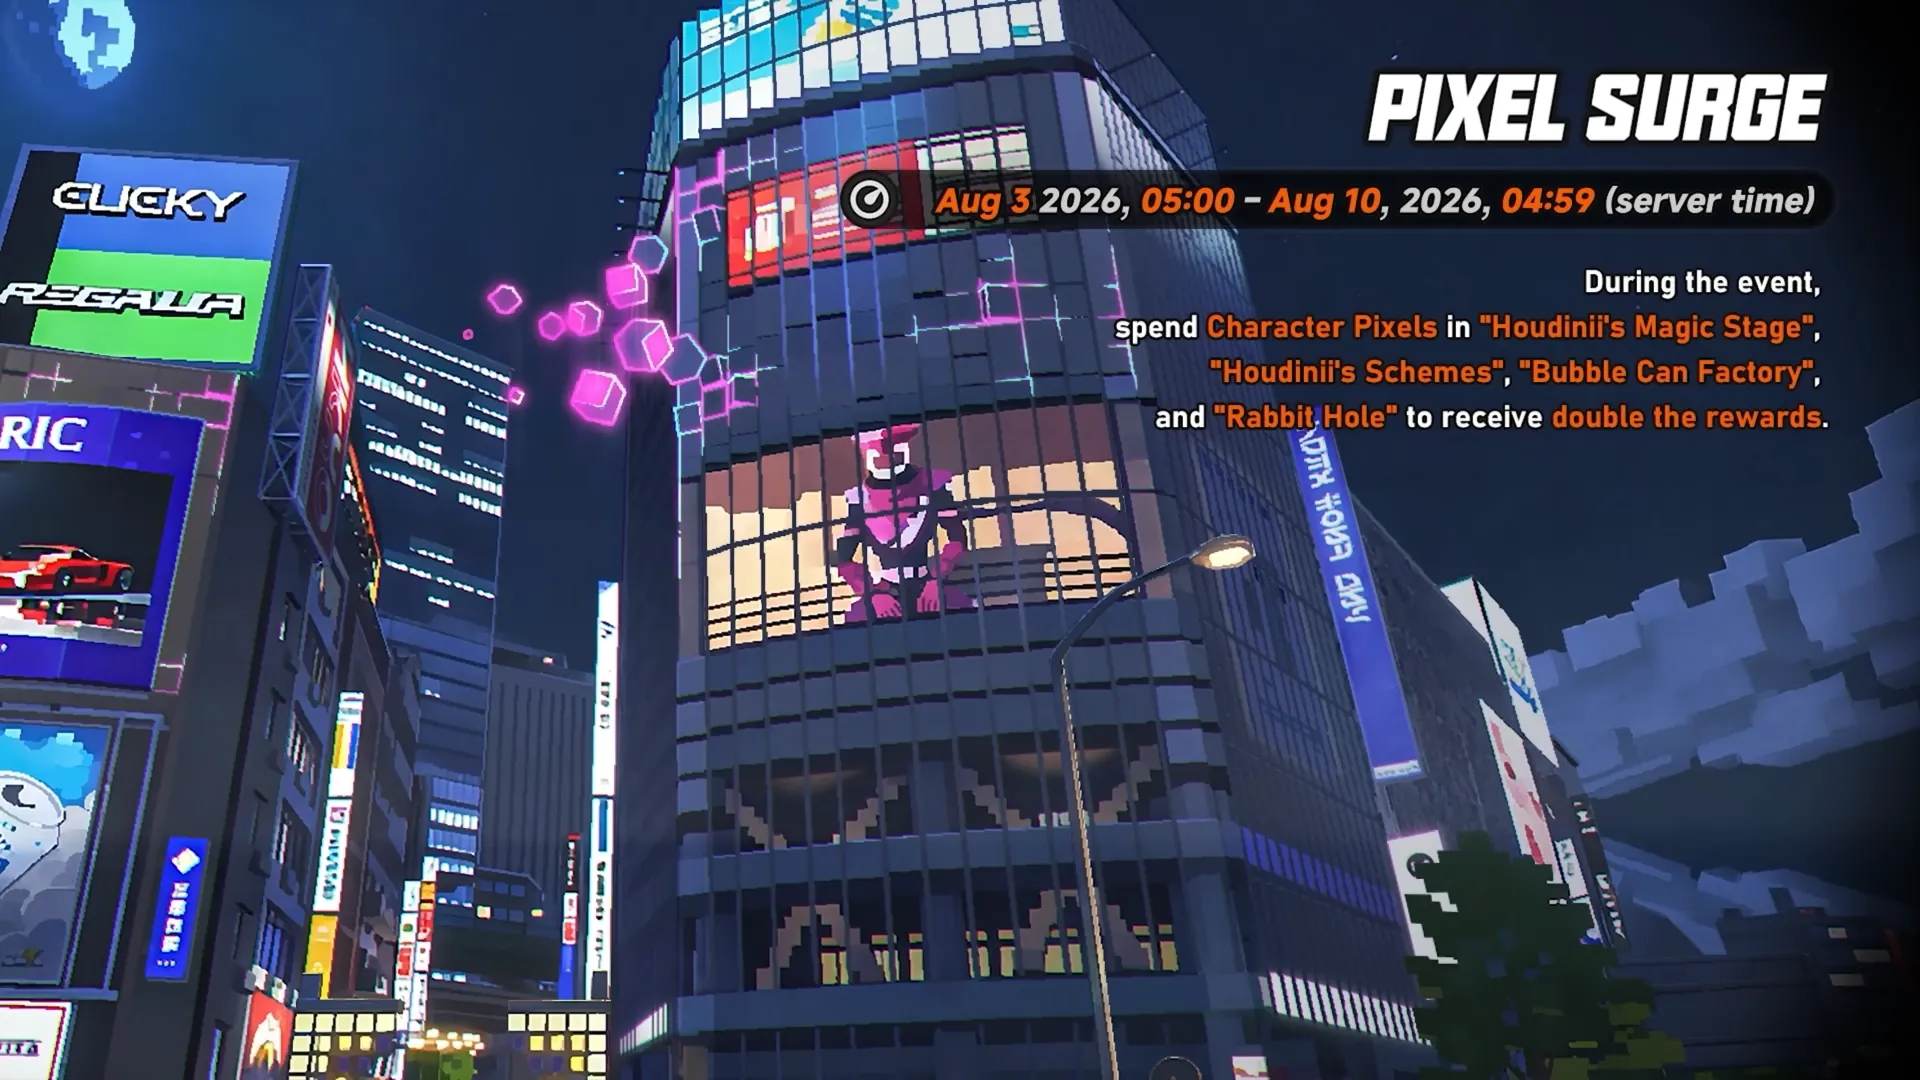 PIXEL SURGE
Aug 3 2026, 05:00 – Aug 10, 2026, 04:59 (server time)
During the event,
spend Character Pixels in "Houdinii's Magic Stage",
"Houdinii's Schemes", "Bubble Can Factory",
and "Rabbit Hole" to receive double the rewards.
CLICKY
REGALIA
RIC